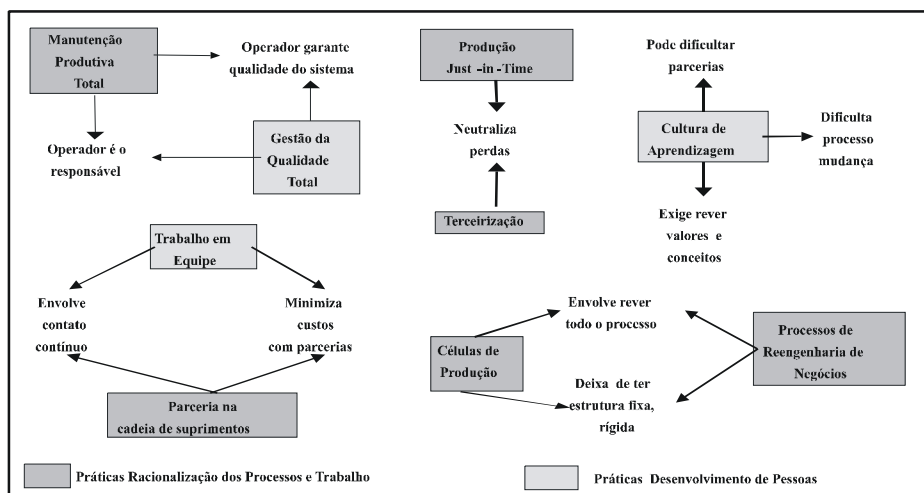 Manutenção
Produtiva
Total
Operador garante
qualidade do sistema
Operador é o
responsável
Gestão da
Qualidade
Total
Produção
Just -in -Time
Neutraliza
perdas
Terceirização
Pode dificultar
parcerias
Cultura de
Aprendizagem
Dificulta
processo
mudança
Exige rever
valores e
conceitos
Trabalho em
Equipe
Envolve
contato
contínuo
Minimiza
custos
com parcerias
Parceria na
cadeia de suprimentos
Envolve rever
todo o processo
Células de
Produção
Deixa de ter
estrutura fixa,
rígida
Processos de
Reengenharia de
Negócios
Práticas Racionalização dos Processos e Trabalho
Práticas Desenvolvimento de Pessoas